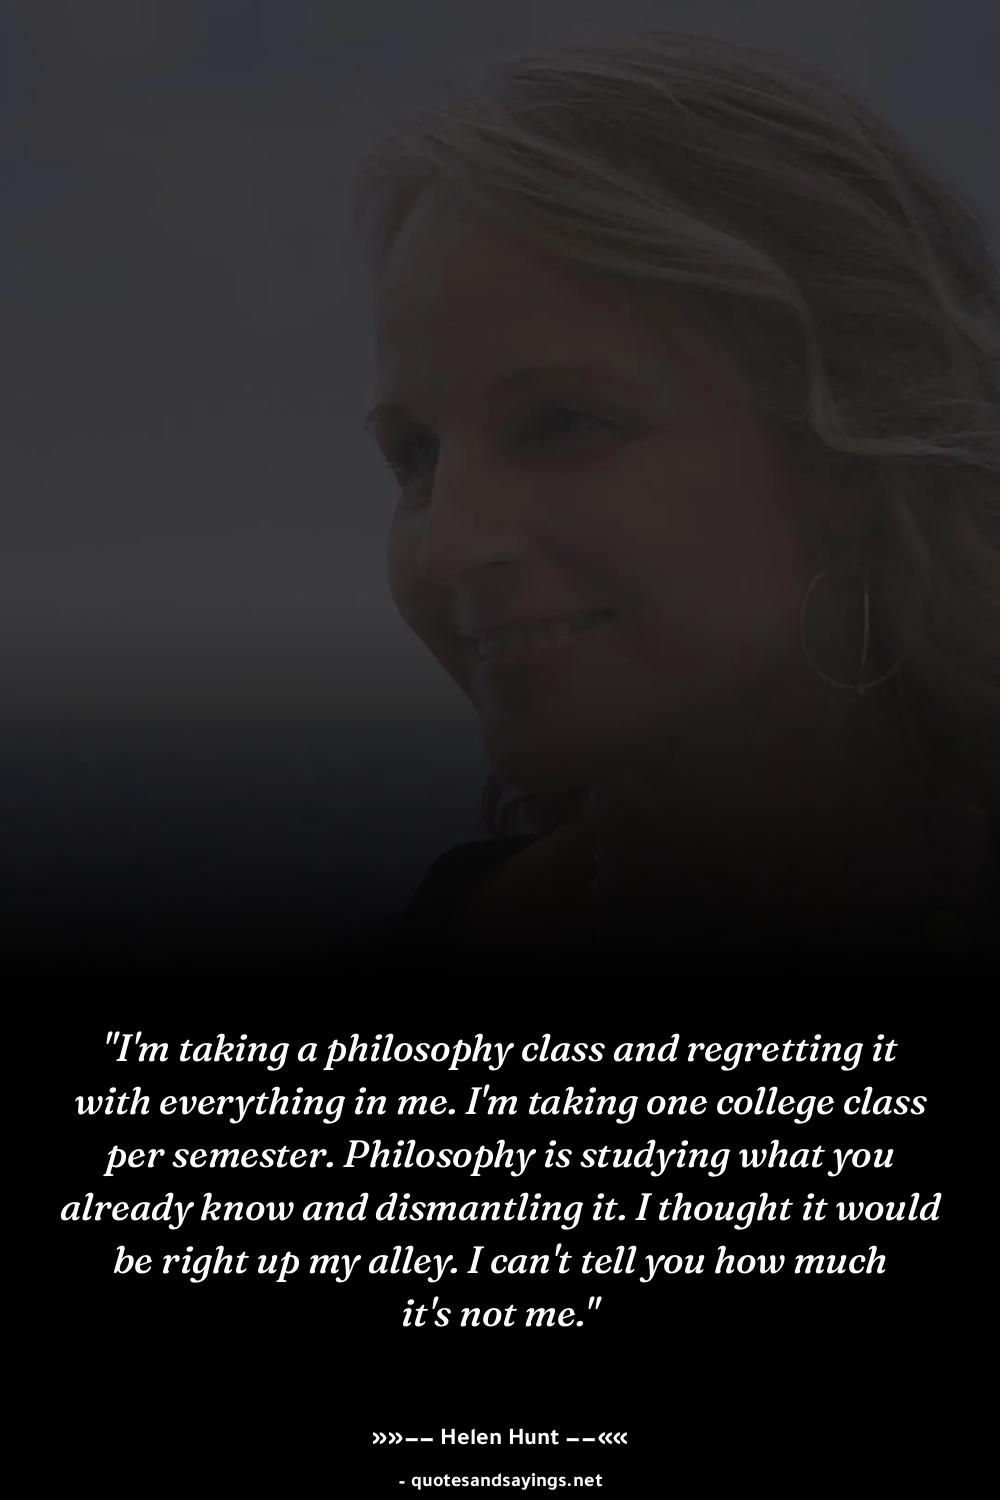 "I'm taking a philosophy class and regretting it
with everything in me. I'm taking one college class
per semester. Philosophy is studying what you
already know and dismantling it. I thought it would
be right up my alley. I can't tell you how much
it's not me."
»»−− Helen Hunt −−««
- quotesandsayings.net